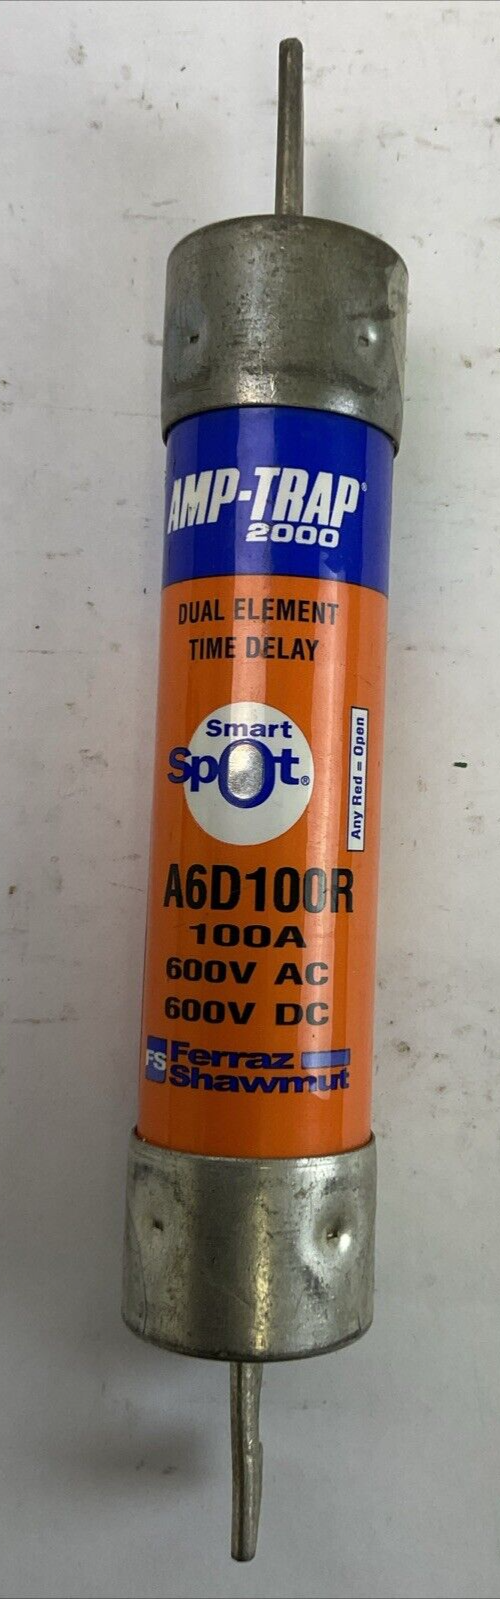 AMP-TRAP®
2000
DUAL ELEMENT
TIME DELAY
Smart
Spot®
Any Red = Open
A6D100R
100A
600V AC
600V DC
FS Ferraz
Shawmut